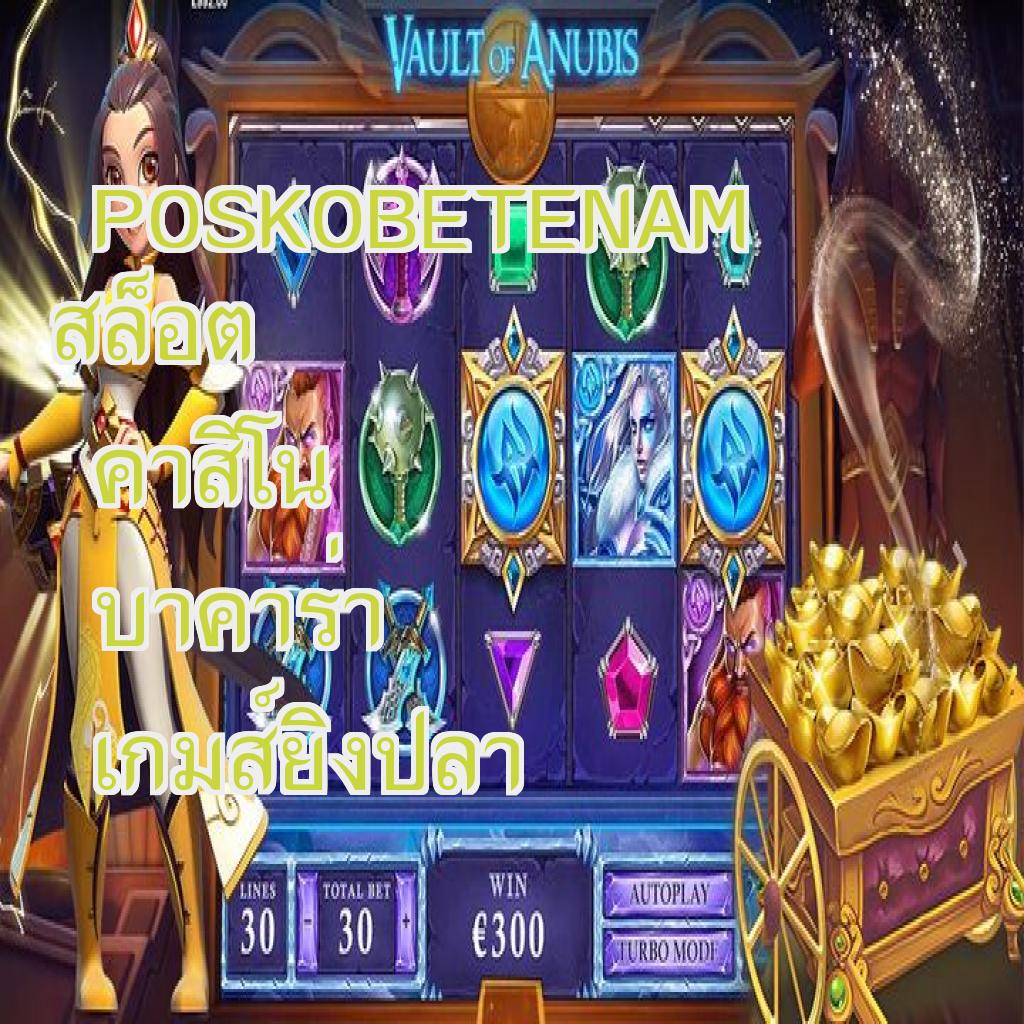 VAULT OF ANUBIS
POSKOBETENAM
สล็อต
คาสิโน
บาคาร่า
เกมส์ยิงปลา
LINES
30
TOTAL BET
- 30 +
WIN
€300
AUTOPLAY
TURBO MODE